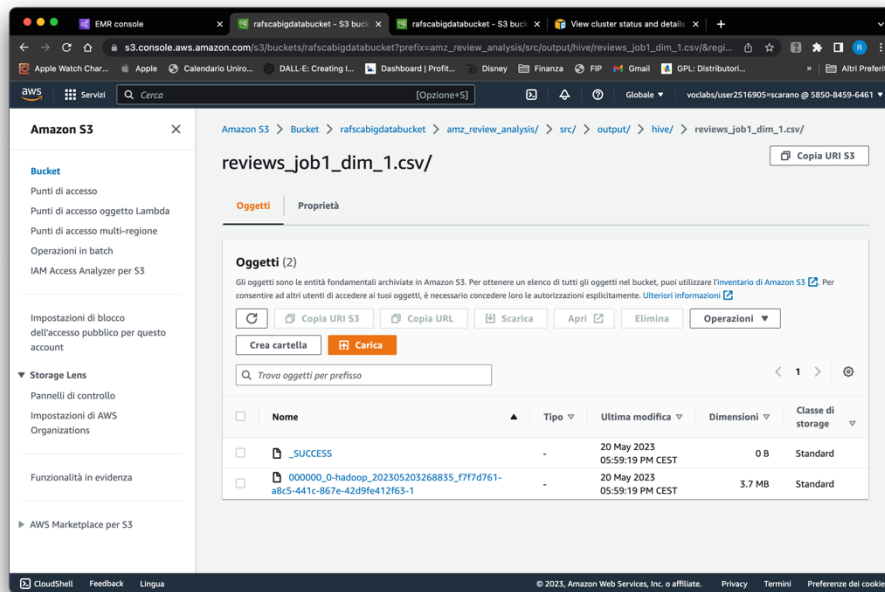 EMR console
rafscabigdatabucket - S3 buck
rafscabigdatabucket - S3 buck
View cluster status and details
s3.console.aws.amazon.com/s3/buckets/rafscabigdatabucket?prefix=amz_review_analysis/src/output/hive/reviews_job1_dim_1.csv/&regi...
Apple Watch Char...
Apple
Calendario Uniro...
DALL·E: Creating I...
Dashboard | Profit...
Disney
Finanza
FIP
Gmail
GPL: Distributori...
»
Altri Preferit
aws
Servizi
Cerca
[Opzione+S]
Globale
voclabs/user2516905=scarano @ 5850-8459-6461
Amazon S3
Bucket
Punti di accesso
Punti di accesso oggetto Lambda
Punti di accesso multi-regione
Operazioni in batch
IAM Access Analyzer per S3
Impostazioni di blocco
dell'accesso pubblico per questo
account
Storage Lens
Pannelli di controllo
Impostazioni di AWS
Organizations
Funzionalità in evidenza
AWS Marketplace per S3
Amazon S3 > Bucket > rafscabigdatabucket > amz_review_analysis/ > src/ > output/ > hive/ > reviews_job1_dim_1.csv/
reviews_job1_dim_1.csv/
Copia URI S3
Oggetti
Proprietà
Oggetti (2)
Gli oggetti sono le entità fondamentali archiviate in Amazon S3. Per ottenere un elenco di tutti gli oggetti nel bucket, puoi utilizzare l'inventario di Amazon S3. Per
consentire ad altri utenti di accedere ai tuoi oggetti, è necessario concedere loro le autorizzazioni esplicitamente. Ulteriori informazioni
Copia URI S3
Copia URL
Scarica
Apri
Elimina
Operazioni
Crea cartella
Carica
Trova oggetti per prefisso
< 1 >
Nome
Tipo
Ultima modifica
Dimensioni
Classe di
storage
_SUCCESS
-
20 May 2023
05:59:19 PM CEST
0 B
Standard
000000_0-hadoop_202305203268835_f7f7d761-
a8c5-441c-867e-42d9fe412f63-1
-
20 May 2023
05:59:19 PM CEST
3.7 MB
Standard
CloudShell
Feedback
Lingua
© 2023, Amazon Web Services, Inc. o affiliate.
Privacy
Termini
Preferenze dei cookie